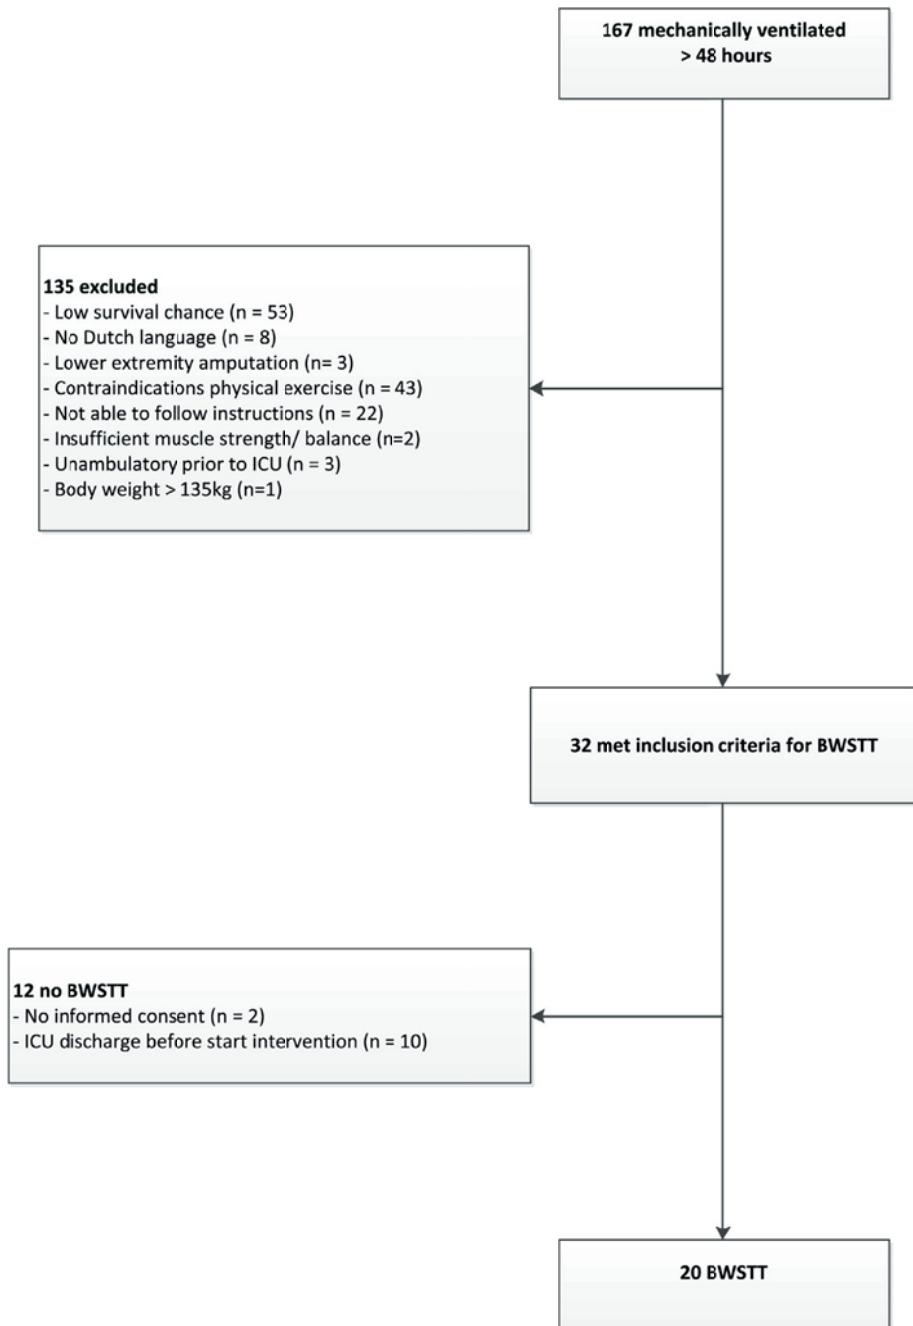 167 mechanically ventilated
> 48 hours
135 excluded
- Low survival chance (n = 53)
- No Dutch language (n = 8)
- Lower extremity amputation (n= 3)
- Contraindications physical exercise (n = 43)
- Not able to follow instructions (n = 22)
- Insufficient muscle strength/ balance (n=2)
- Unambulatory prior to ICU (n = 3)
- Body weight > 135kg (n=1)
32 met inclusion criteria for BWSTT
12 no BWSTT
- No informed consent (n = 2)
- ICU discharge before start intervention (n = 10)
20 BWSTT